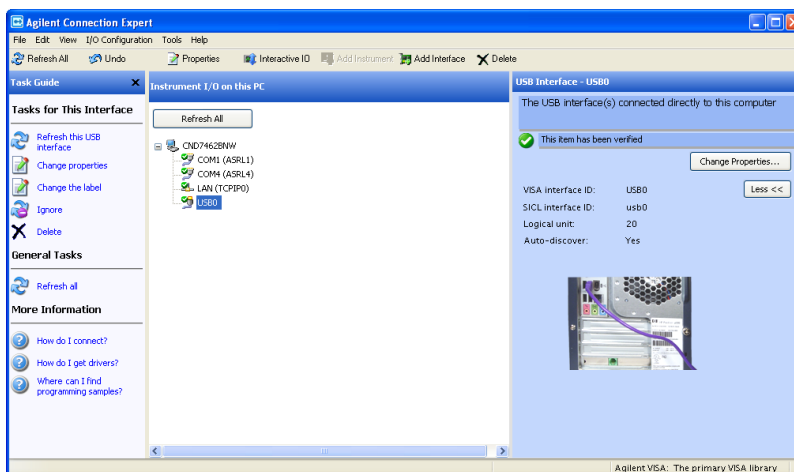 Agilent Connection Expert
File Edit View I/O Configuration Tools Help
Refresh All Undo Properties Interactive IO Add Instrument Add Interface Delete
Task Guide
Tasks for This Interface
Refresh this USB
interface
Change properties
Change the label
Ignore
Delete
General Tasks
Refresh all
More Information
How do I connect?
How do I get drivers?
Where can I find
programming samples?
Instrument I/O on this PC
Refresh All
CND7462BNW
COM1 (ASRL1)
COM4 (ASRL4)
LAN (TCPIP0)
USB0
USB Interface - USB0
The USB interface(s) connected directly to this computer
This item has been verified
Change Properties...
VISA interface ID: USB0
Less <<
SICL interface ID: usb0
Logical unit: 20
Auto-discover: Yes
Agilent VISA: The primary VISA library